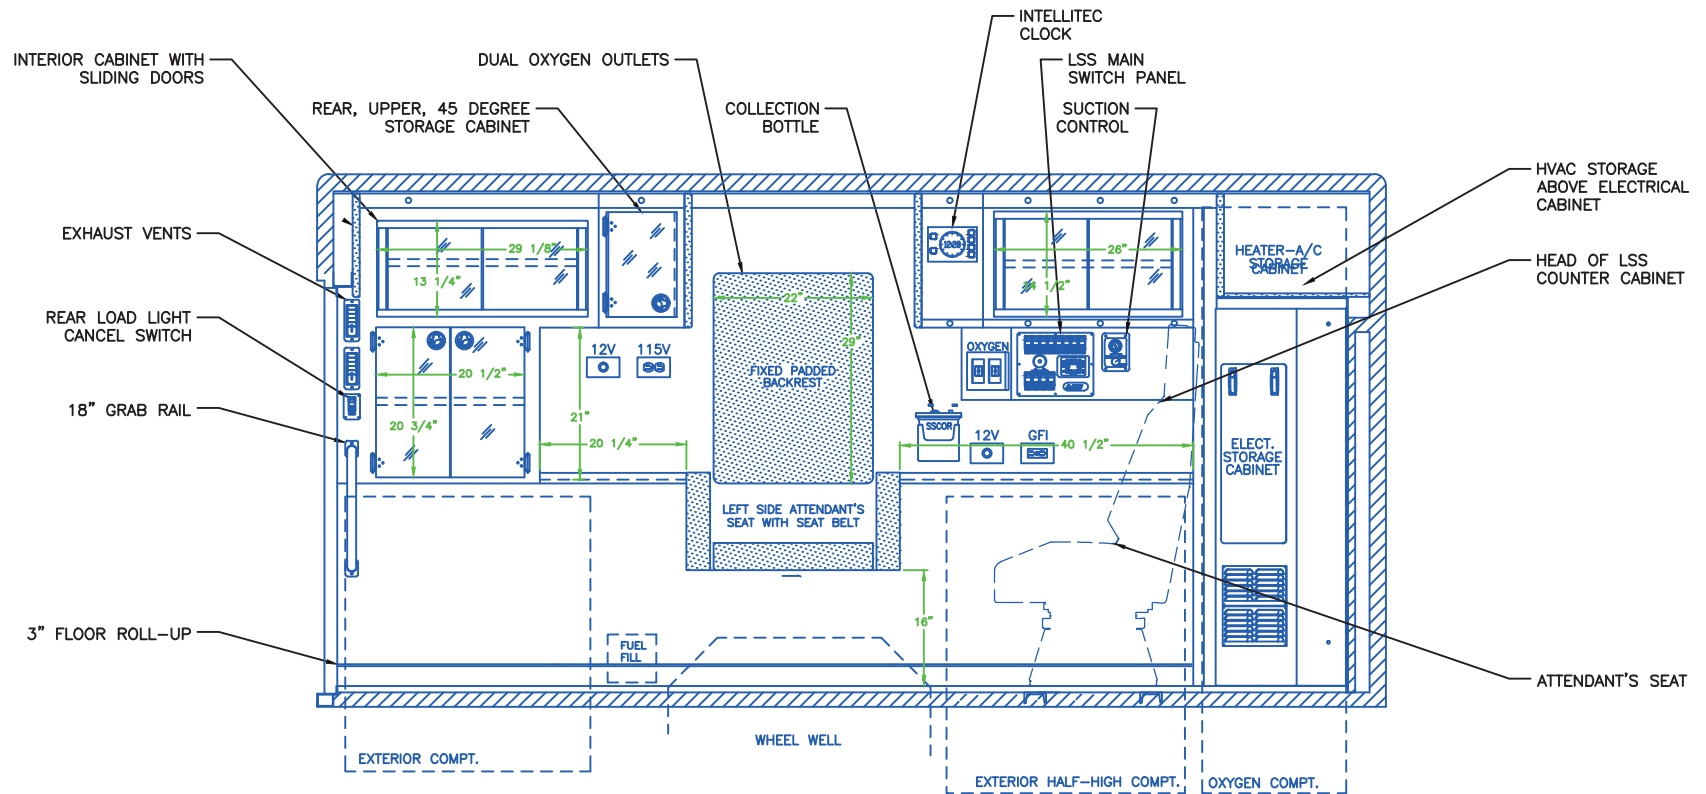 INTELLITEC
CLOCK
INTERIOR CABINET WITH
SLIDING DOORS
DUAL OXYGEN OUTLETS
LSS MAIN
SWITCH PANEL
REAR, UPPER, 45 DEGREE
STORAGE CABINET
COLLECTION
BOTTLE
SUCTION
CONTROL
HVAC STORAGE
ABOVE ELECTRICAL
CABINET
EXHAUST VENTS
HEAD OF LSS
COUNTER CABINET
REAR LOAD LIGHT
CANCEL SWITCH
18" GRAB RAIL
3" FLOOR ROLL-UP
ATTENDANT'S SEAT
29 1/8"
13 1/4"
12:28
26"
14 1/2"
HEATER-A/C
STORAGE
CABINET
22"
29"
FIXED PADDED
BACKREST
12V
115V
OXYGEN
20 1/2"
20 3/4"
21"
20 1/4"
SSCOR
12V
GFI
40 1/2"
ELECT.
STORAGE
CABINET
LEFT SIDE ATTENDANT'S
SEAT WITH SEAT BELT
16"
FUEL
FILL
WHEEL WELL
EXTERIOR COMPT.
EXTERIOR HALF-HIGH COMPT.
OXYGEN COMPT.